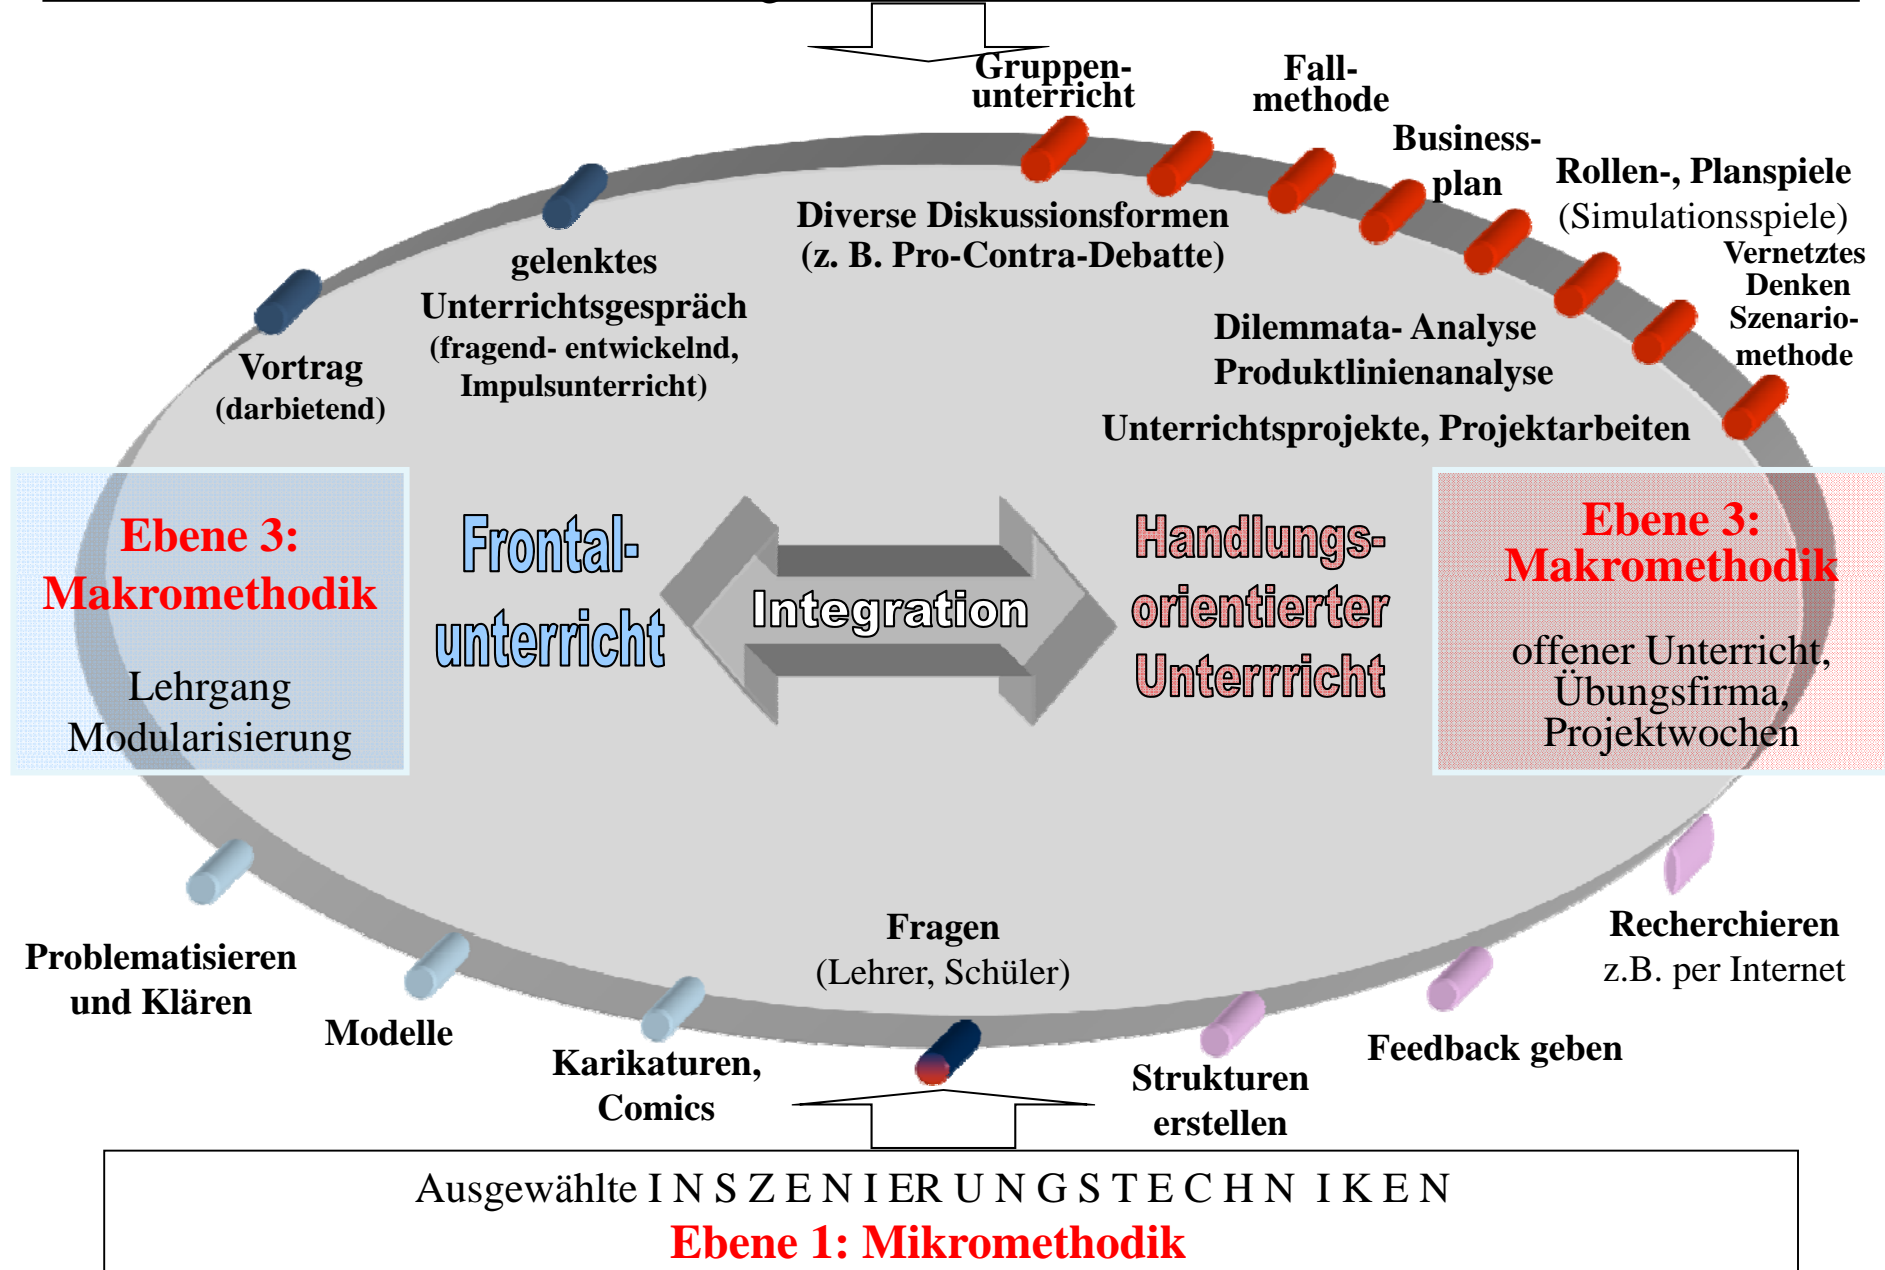 Gruppen-
unterricht
Fall-
methode
Business-
plan
Rollen-, Planspiele
(Simulationsspiele)
Vernetztes
Denken
Szenario-
methode
Diverse Diskussionsformen
(z. B. Pro-Contra-Debatte)
gelenktes
Unterrichtsgespräch
(fragend- entwickelnd,
Impulsunterricht)
Vortrag
(darbietend)
Dilemmata- Analyse
Produktlinienanalyse
Unterrichtsprojekte, Projektarbeiten
Ebene 3:
Makromethodik
Lehrgang
Modularisierung
Frontal-
unterricht
Integration
Handlungs-
orientierter
Unterrricht
Ebene 3:
Makromethodik
offener Unterricht,
Übungsfirma,
Projektwochen
Problematisieren
und Klären
Modelle
Karikaturen,
Comics
Fragen
(Lehrer, Schüler)
Strukturen
erstellen
Feedback geben
Recherchieren
z.B. per Internet
Ausgewählte I N S Z E N I ER U N G S T E C H N I K E N
Ebene 1: Mikromethodik